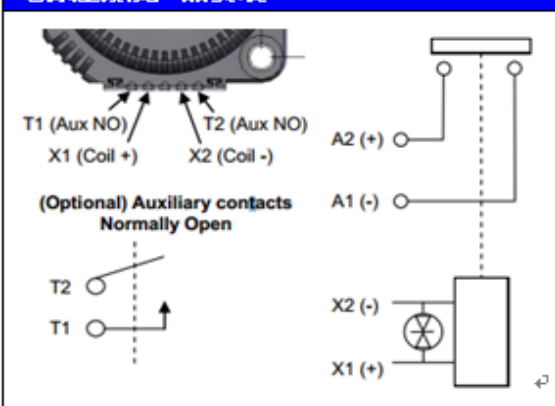 T1 (Aux NO)
T2 (Aux NO)
X1 (Coil +)
X2 (Coil -)
(Optional) Auxiliary contacts
Normally Open
T2
T1
A2 (+)
A1 (-)
X2 (-)
X1 (+)